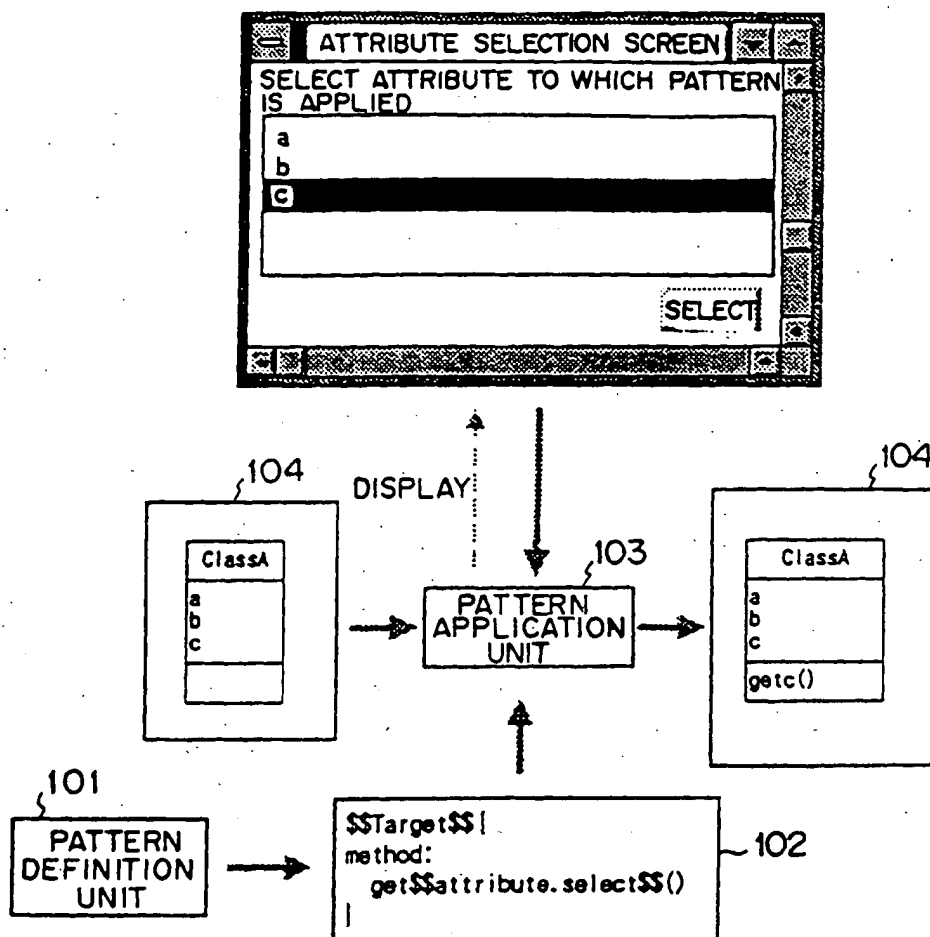 ATTRIBUTE SELECTION SCREEN
SELECT ATTRIBUTE TO WHICH PATTERN
IS APPLIED
a
b
c
SELECT
DISPLAY
104
ClassA
a
b
c
103
PATTERN
APPLICATION
UNIT
104
ClassA
a
b
c
getc()
101
PATTERN
DEFINITION
UNIT
$$Target$${
method:
get$$attribute.select$$()
}
102